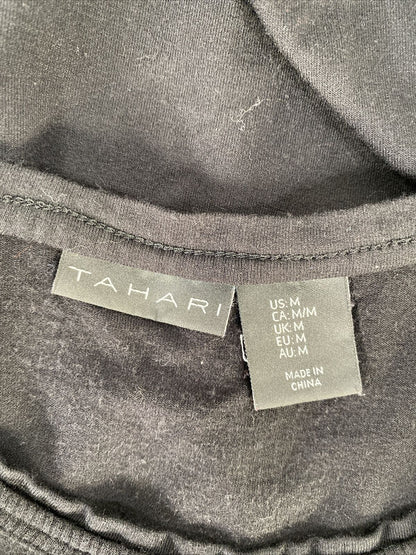 TAHARI
US:M
CA:M/M
UK:M
EU:M
AU:M
MADE IN
CHINA